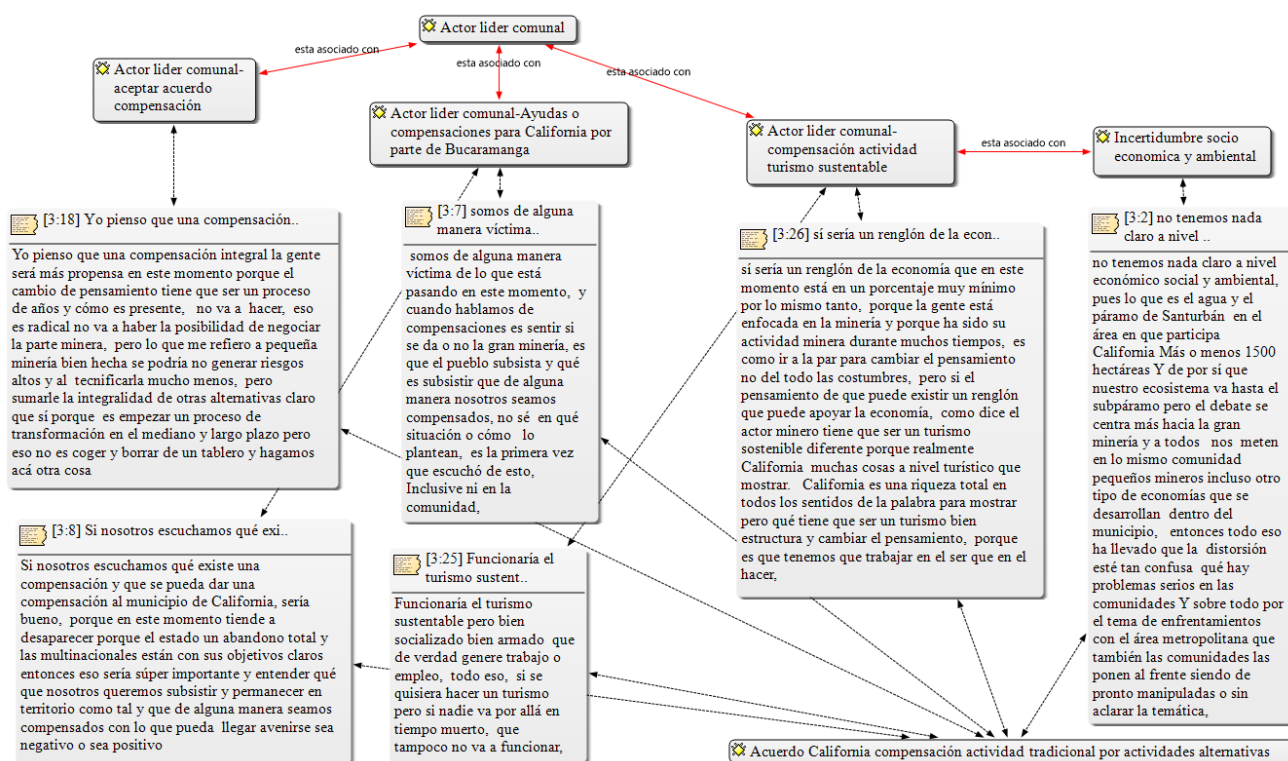 Actor lider comunal
esta asociado con
esta asociado con
esta asociado con
Actor lider comunal-
aceptar acuerdo
compensación
Actor lider comunal-Ayudas o
compensaciones para California por
parte de Bucaramanga
Actor lider comunal-
compensación actividad
turismo sustentable
esta asociado con
Incertidumbre socio
economica y ambiental
[3:18] Yo pienso que una compensación..
Yo pienso que una compensación integral la gente
será más propensa en este momento porque el
cambio de pensamiento tiene que ser un proceso
de años y cómo es presente, no va a hacer, eso
es radical no va a haber la posibilidad de negociar
la parte minera, pero lo que me refiero a pequeña
minería bien hecha se podría no generar riesgos
altos y al tecnificarla mucho menos, pero
sumarle la integralidad de otras alternativas claro
que sí porque es empezar un proceso de
transformación en el mediano y largo plazo pero
eso no es coger y borrar de un tablero y hagamos
acá otra cosa
[3:7] somos de alguna
manera víctima..
somos de alguna manera
víctima de lo que está
pasando en este momento, y
cuando hablamos de
compensaciones es sentir si
se da o no la gran minería, es
que el pueblo subsista y qué
es subsistir que de alguna
manera nosotros seamos
compensados, no sé en qué
situación o cómo lo
plantean, es la primera vez
que escuchó de esto,
Inclusive ni en la
comunidad,
[3:26] sí sería un renglón de la econ..
sí sería un renglón de la economía que en este
momento está en un porcentaje muy mínimo
por lo mismo tanto, porque la gente está
enfocada en la minería y porque ha sido su
actividad minera durante muchos tiempos, es
como ir a la par para cambiar el pensamiento
no del todo las costumbres, pero si el
pensamiento de que puede existir un renglón
que puede apoyar la economía, como dice el
actor minero tiene que ser un turismo
sostenible diferente porque realmente
California muchas cosas a nivel turístico que
mostrar. California es una riqueza total en
todos los sentidos de la palabra para mostrar
pero qué tiene que ser un turismo bien
estructura y cambiar el pensamiento, porque
es que tenemos que trabajar en el ser que en el
hacer,
[3:2] no tenemos nada
claro a nivel ..
no tenemos nada claro a nivel
económico social y ambiental,
pues lo que es el agua y el
páramo de Santurbán en el
área en que participa
California Más o menos 1500
hectáreas Y de por sí que
nuestro ecosistema va hasta el
subpáramo pero el debate se
centra más hacia la gran
minería y a todos nos meten
en lo mismo comunidad
pequeños mineros incluso otro
tipo de economías que se
desarrollan dentro del
municipio, entonces todo eso
ha llevado que la distorsión
esté tan confusa qué hay
problemas serios en las
comunidades Y sobre todo por
el tema de enfrentamientos
con el área metropolitana que
también las comunidades las
ponen al frente siendo de
pronto manipuladas o sin
aclarar la temática,
[3:8] Si nosotros escuchamos qué exi..
Si nosotros escuchamos qué existe una
compensación y que se pueda dar una
compensación al municipio de California, sería
bueno, porque en este momento tiende a
desaparecer porque el estado un abandono total y
las multinacionales están con sus objetivos claros
entonces eso sería súper importante y entender qué
que nosotros queremos subsistir y permanecer en
territorio como tal y que de alguna manera seamos
compensados con lo que pueda llegar avenirse sea
negativo o sea positivo
[3:25] Funcionaría el
turismo sustent..
Funcionaría el turismo
sustentable pero bien
socializado bien armado que
de verdad genere trabajo o
empleo, todo eso, si se
quisiera hacer un turismo
pero si nadie va por allá en
tiempo muerto, que
tampoco no va a funcionar,
Acuerdo California compensación actividad tradicional por actividades alternativas